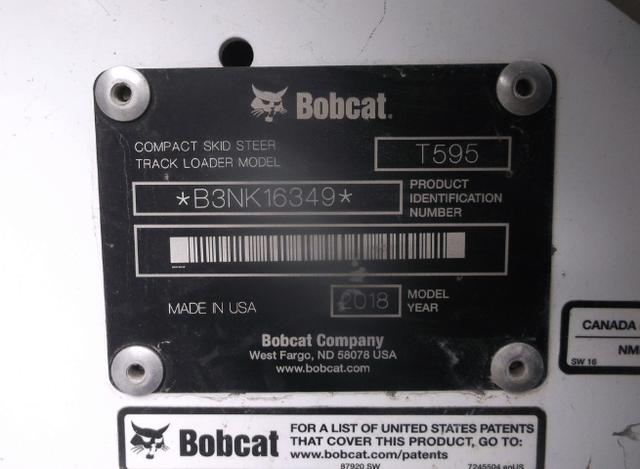 Bobcat.
COMPACT SKID STEER
TRACK LOADER MODEL
T595
*B3NK16349*
PRODUCT
IDENTIFICATION
NUMBER
MADE IN USA
2018
MODEL
YEAR
Bobcat Company
West Fargo, ND 58078 USA
www.bobcat.com
CANADA
NM
SW 16
Bobcat
FOR A LIST OF UNITED STATES PATENTS
THAT COVER THIS PRODUCT, GO TO:
www.bobcat.com/patents
87920 SW
7245504 enUS